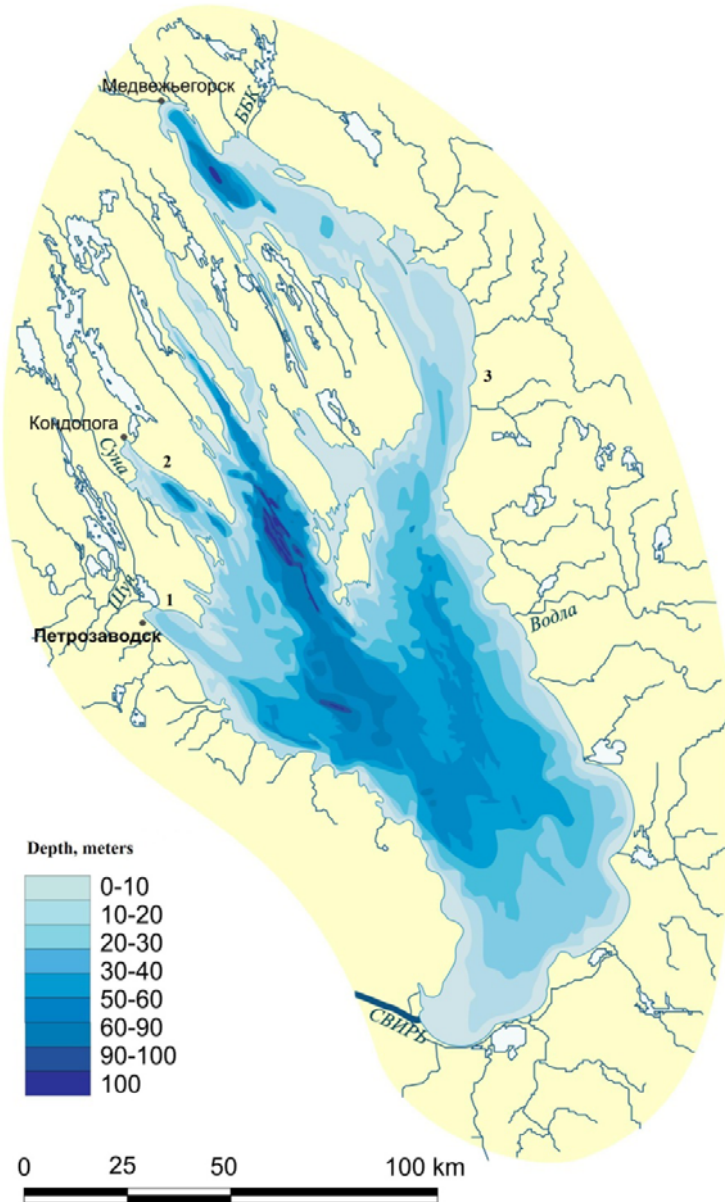 Медвежьегорск
ББК
3
Кондопога
Суна
2
Шуя
1
Петрозаводск
Водла
Depth, meters
0-10
10-20
20-30
30-40
50-60
60-90
90-100
100
СВИРЬ
0 25 50 100 km